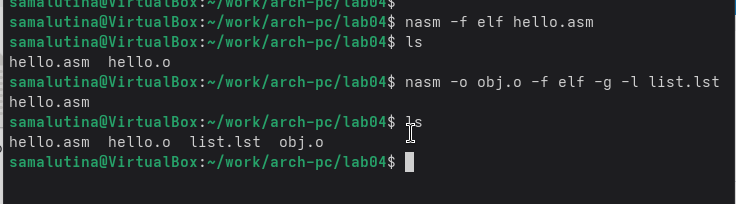 samalutina@VirtualBox:~/work/arch-pc/lab04$
samalutina@VirtualBox:~/work/arch-pc/lab04$ nasm -f elf hello.asm
samalutina@VirtualBox:~/work/arch-pc/lab04$ ls
hello.asm  hello.o
samalutina@VirtualBox:~/work/arch-pc/lab04$ nasm -o obj.o -f elf -g -l list.lst
hello.asm
samalutina@VirtualBox:~/work/arch-pc/lab04$ ls
hello.asm  hello.o  list.lst  obj.o
samalutina@VirtualBox:~/work/arch-pc/lab04$